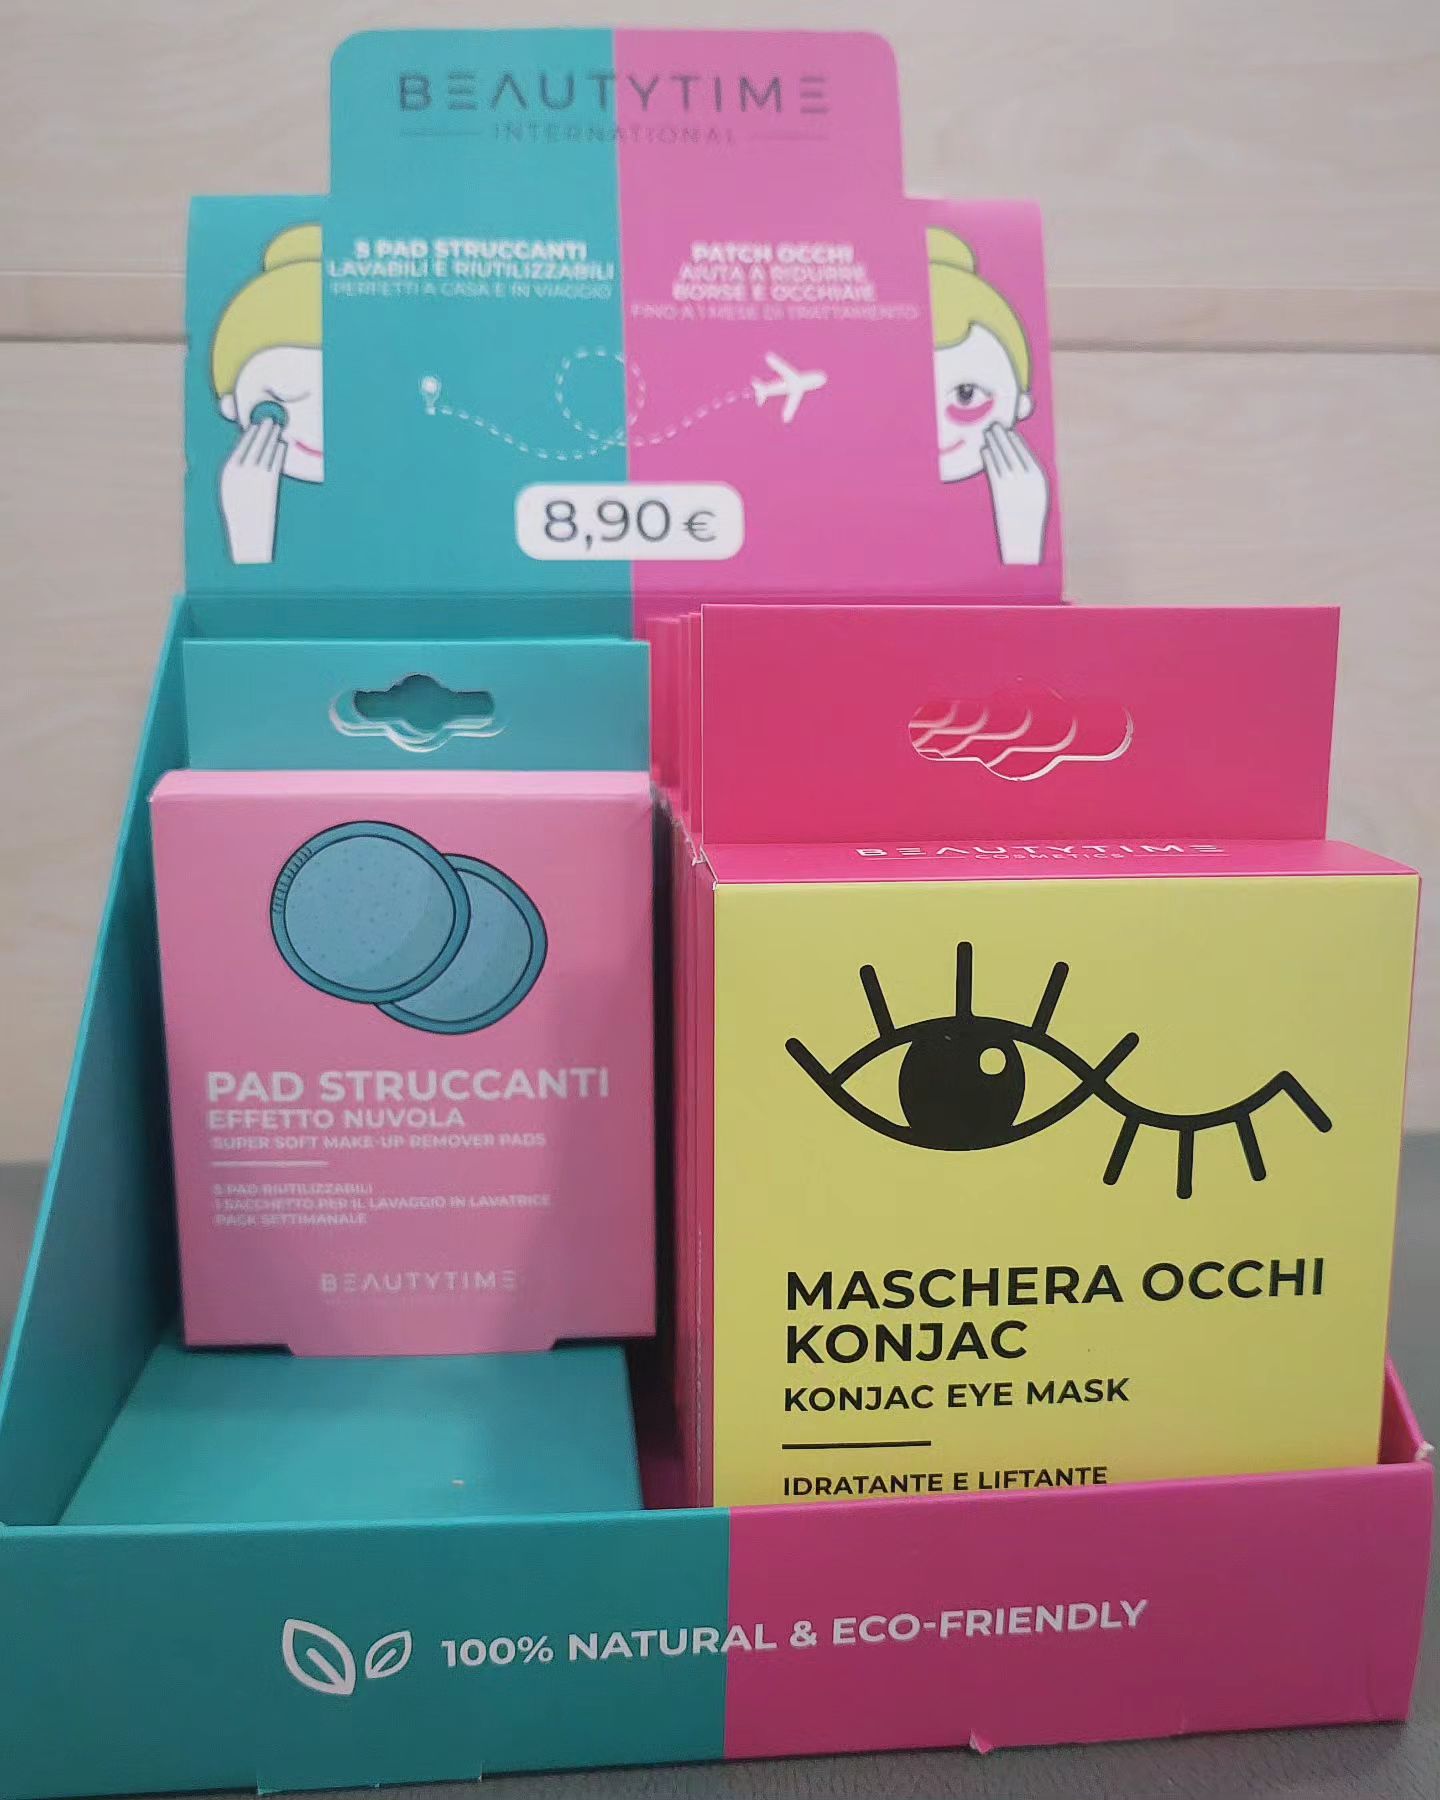 BEAUTYTIME
INTERNATIONAL
5 PAD STRUCCANTI
LAVABILI E RIUTILIZZABILI
PERFETTI A CASA E IN VIAGGIO
PATCH OCCHI
AIUTA A RIDURRE
BORSE E OCCHIAIE
FINO A 1 MESE DI TRATTAMENTO
8,90 €
PAD STRUCCANTI
EFFETTO NUVOLA
SUPER SOFT MAKE-UP REMOVER PADS
5 PAD RIUTILIZZABILI
1 SACCHETTO PER IL LAVAGGIO IN LAVATRICE
PACK SETTIMANALE
BEAUTYTIME
BEAUTYTIME
COSMETICS
MASCHERA OCCHI
KONJAC
KONJAC EYE MASK
IDRATANTE E LIFTANTE
100% NATURAL & ECO-FRIENDLY